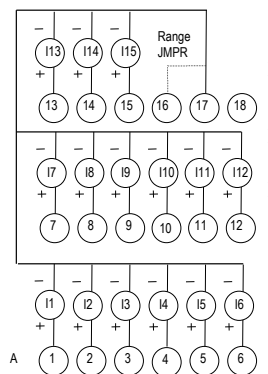 − − −
I13 I14 I15 Range
JMPR
+ + +
13 14 15 16 17 18
− − − − − −
I7 I8 I9 I10 I11 I12
+ + + + + +
7 8 9 10 11 12
− − − − − −
I1 I2 I3 I4 I5 I6
+ + + + + +
A 1 2 3 4 5 6